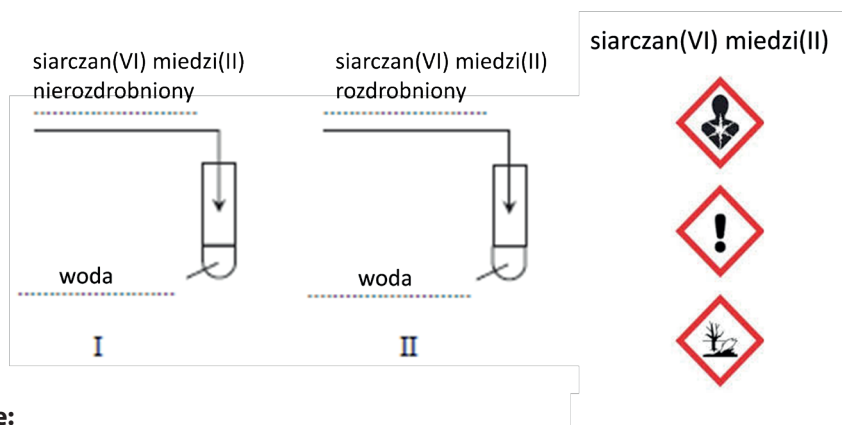 siarczan(VI) miedzi(II)
nierozdrobniony
woda
I
siarczan(VI) miedzi(II)
rozdrobniony
woda
II
siarczan(VI) miedzi(II)
e: